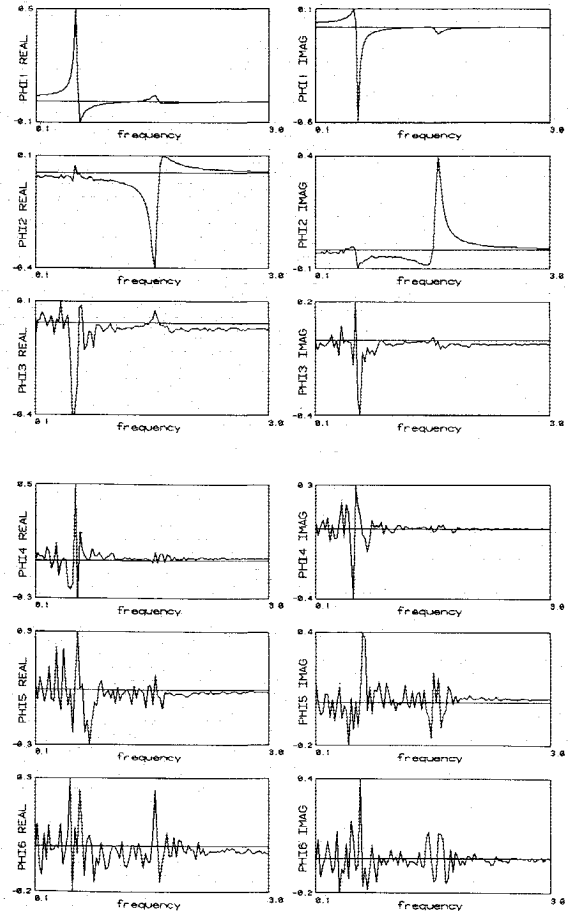 0.5
PHI1 REAL
-0.1
0.1
frequency
3.0
0.1
PHI1 IMAG
-0.6
0.1
frequency
3.0
0.1
PHI2 REAL
-0.4
0.1
frequency
3.0
0.4
PHI2 IMAG
-0.1
0.1
frequency
3.0
0.1
PHI3 REAL
-0.4
0.1
frequency
3.0
0.2
PHI3 IMAG
-0.4
0.1
frequency
3.0
0.5
PHI4 REAL
-0.3
0.1
frequency
3.0
0.3
PHI4 IMAG
-0.4
0.1
frequency
3.0
0.3
PHI5 REAL
-0.3
0.1
frequency
3.0
0.4
PHI5 IMAG
-0.2
0.1
frequency
3.0
0.3
PHI6 REAL
-0.2
0.1
frequency
3.0
0.4
PHI6 IMAG
-0.2
0.1
frequency
3.0